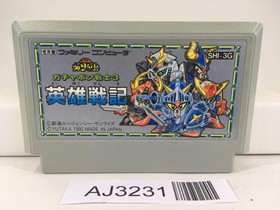 ファミリーコンピュータ
SHI-3G
ガチャポン戦士3
英雄戦記
©創通エージェンシー・サンライズ
©YUTAKA 1990 MADE IN JAPAN
AJ3231